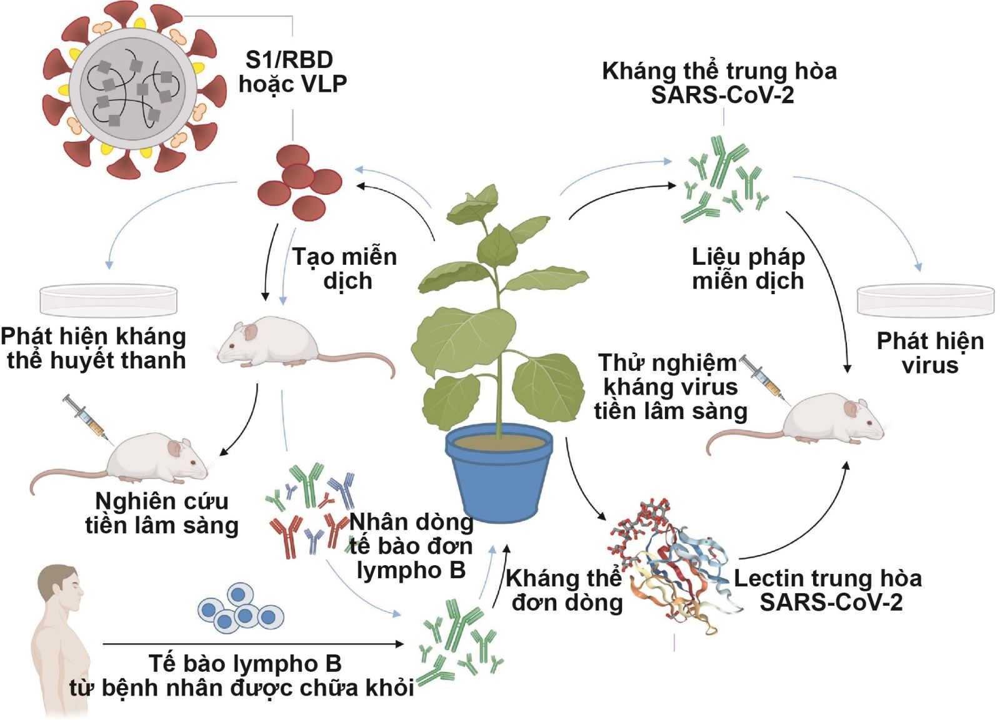 S1/RBD
hoặc VLP
Kháng thể trung hòa
SARS-CoV-2
Tạo miễn
dịch
Liệu pháp
miễn dịch
Phát hiện kháng
thể huyết thanh
Phát hiện
virus
Thử nghiệm
kháng virus
tiền lâm sàng
Nghiên cứu
tiền lâm sàng
Nhân dòng
tế bào đơn
lympho B
Kháng thể
đơn dòng
Lectin trung hòa
SARS-CoV-2
Tế bào lympho B
từ bệnh nhân được chữa khỏi